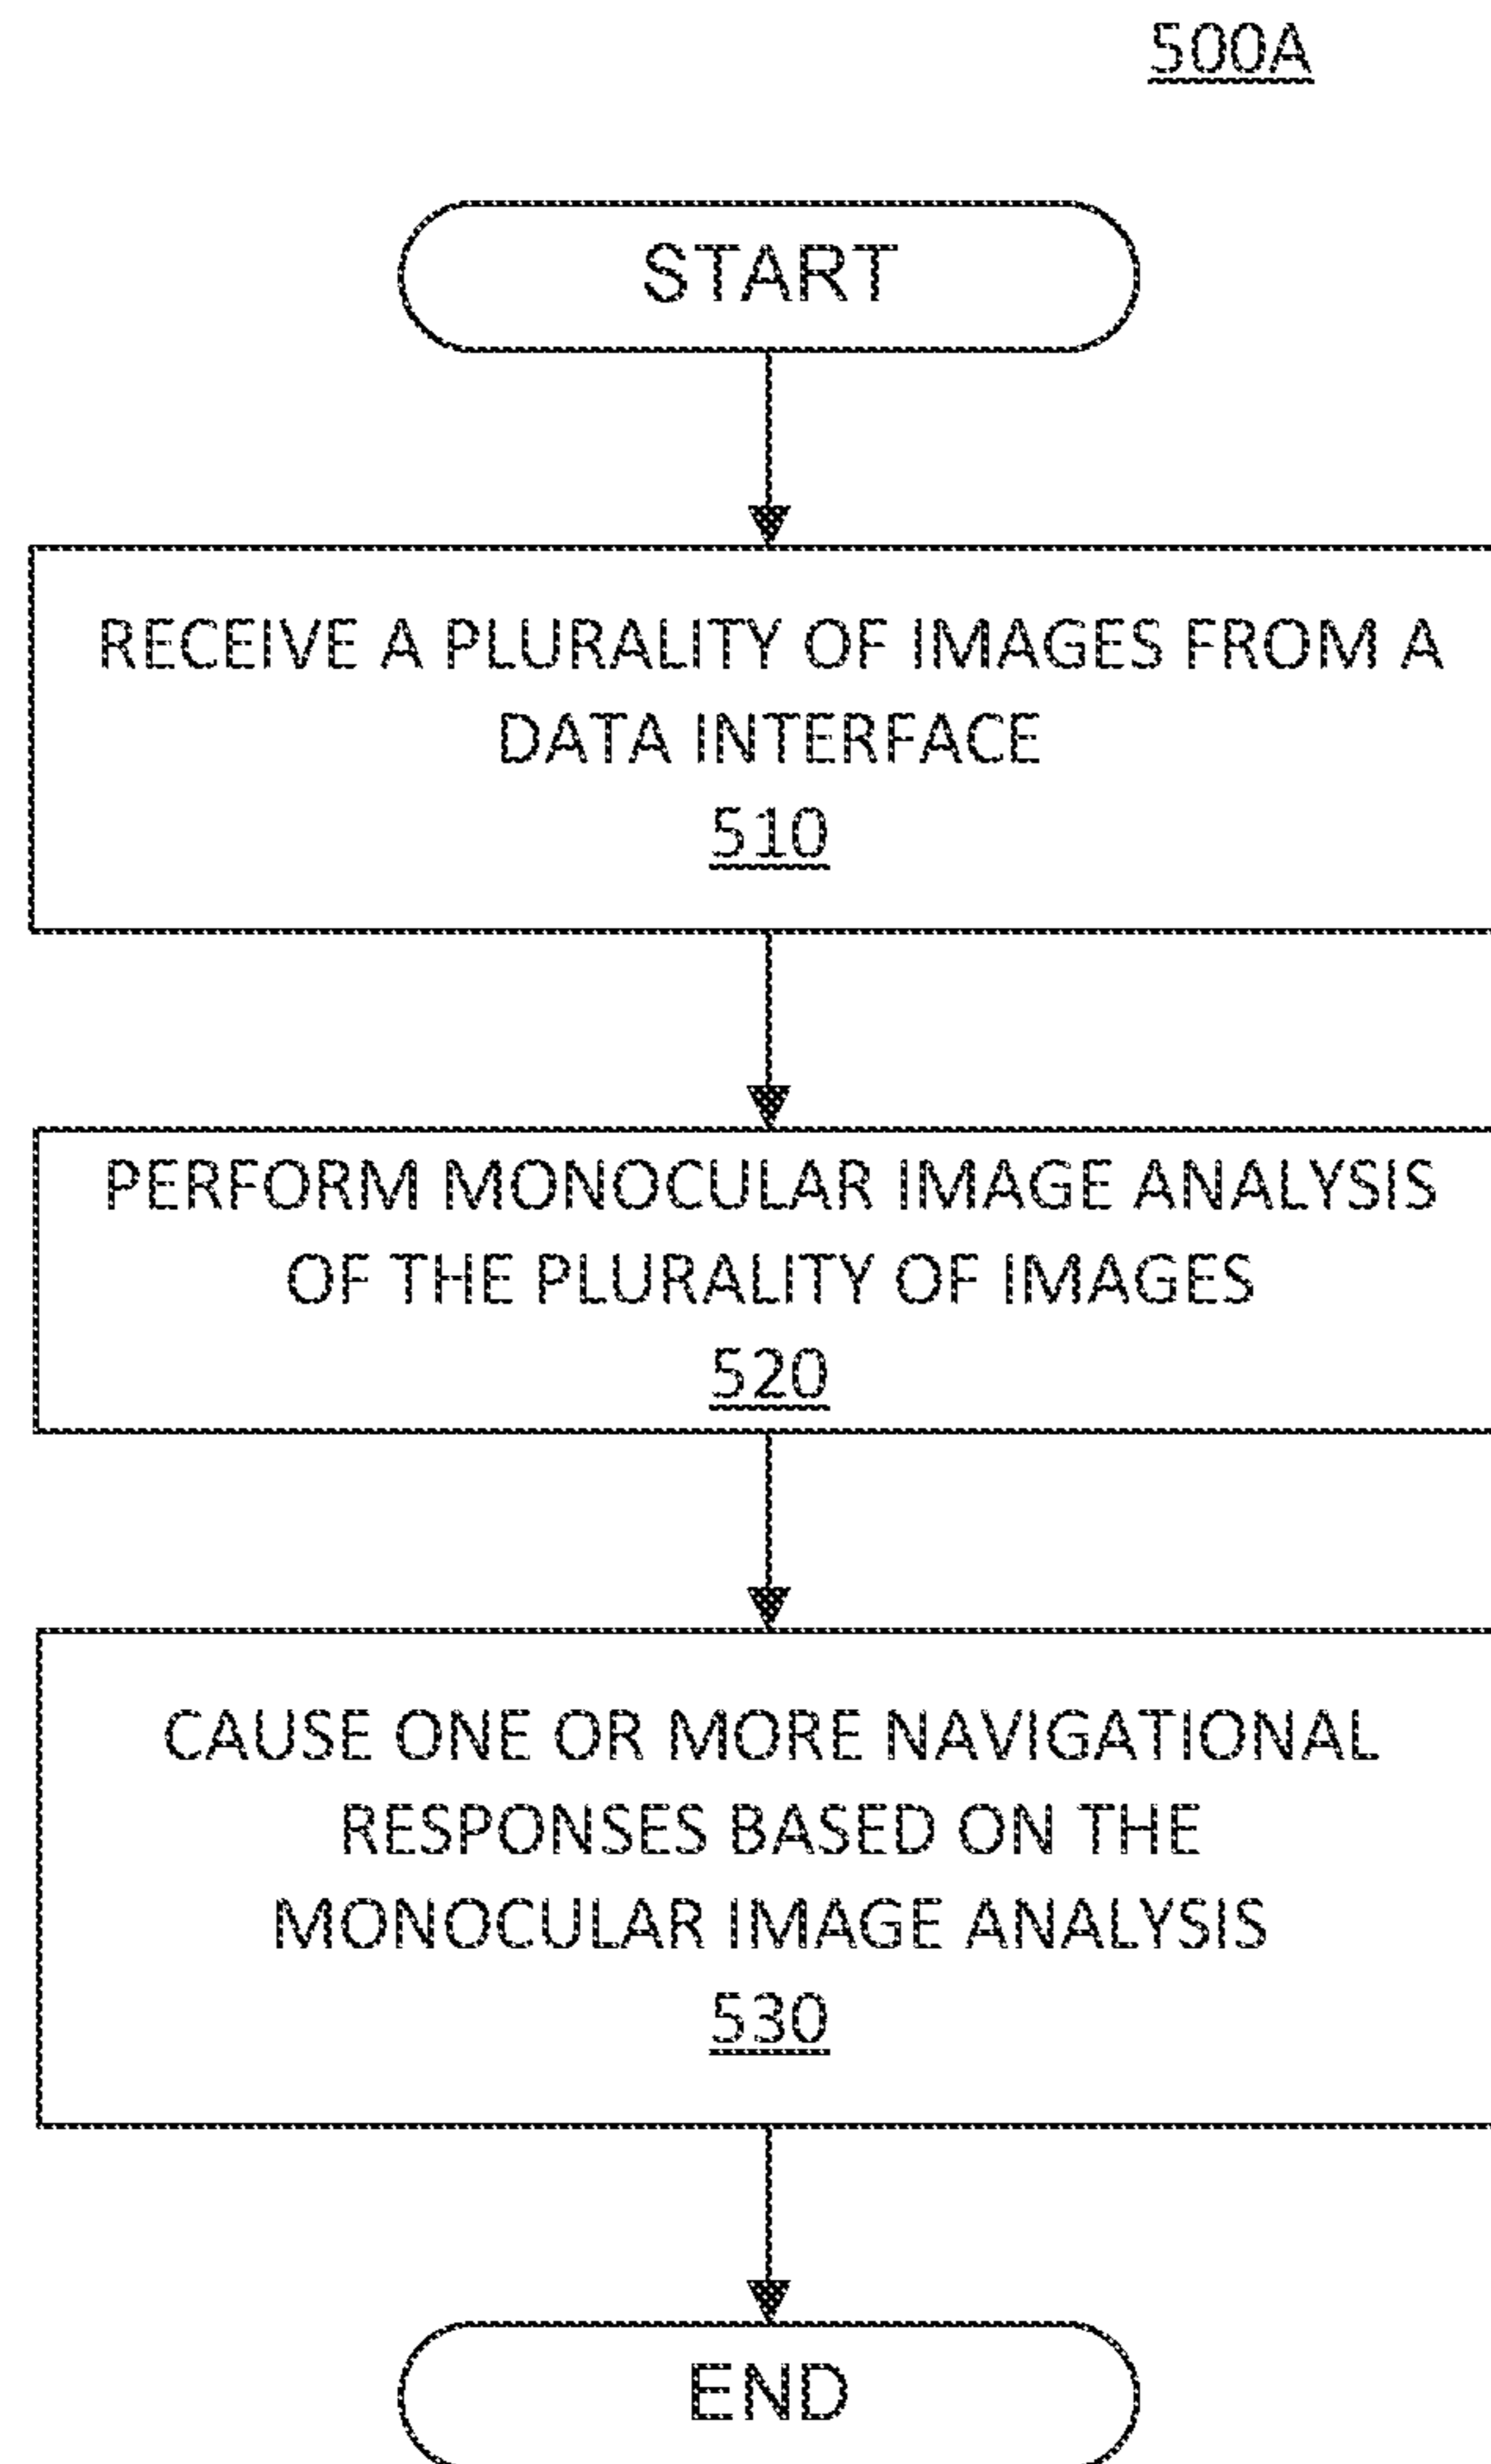 500A
START
RECEIVE A PLURALITY OF IMAGES FROM A
DATA INTERFACE
510
PERFORM MONOCULAR IMAGE ANALYSIS
OF THE PLURALITY OF IMAGES
520
CAUSE ONE OR MORE NAVIGATIONAL
RESPONSES BASED ON THE
MONOCULAR IMAGE ANALYSIS
530
END